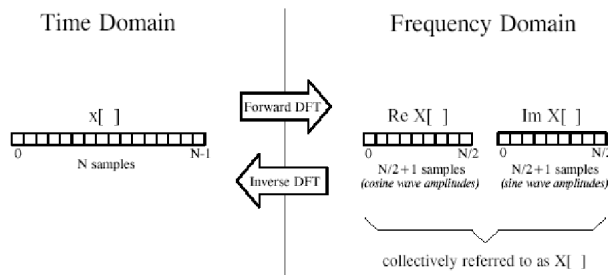 Time Domain
Frequency Domain
x[ ]
0
N-1
N samples
Forward DFT
Inverse DFT
Re X[ ]
0
N/2
N/2+1 samples
(cosine wave amplitudes)
Im X[ ]
0
N/2
N/2+1 samples
(sine wave amplitudes)
collectively referred to as X[ ]